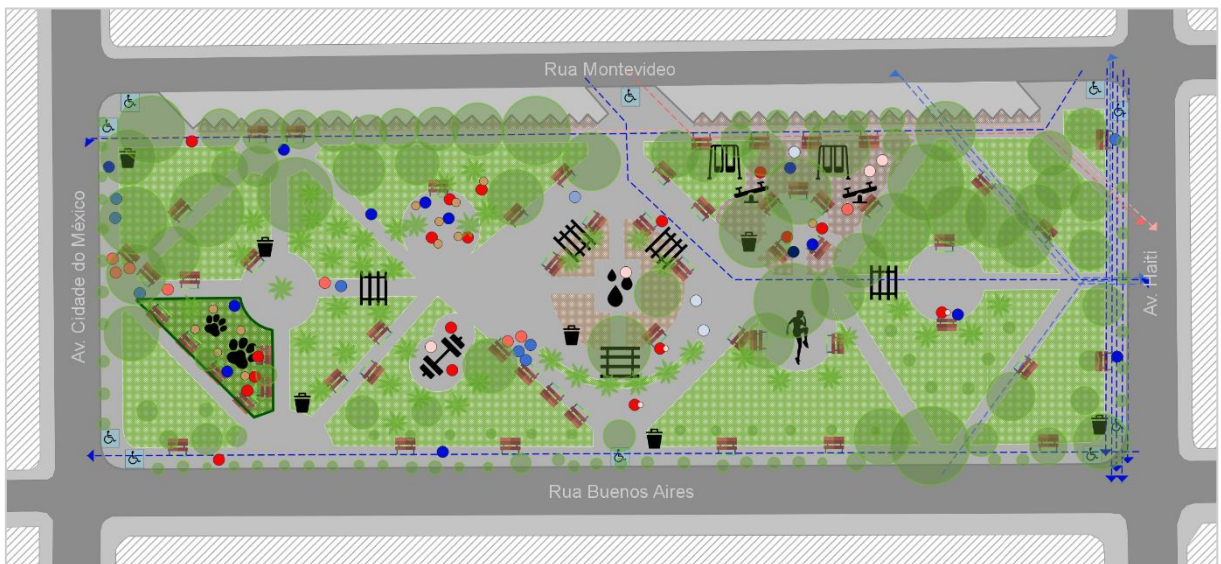 Rua Montevideo
Av. Cidade do México
Av. Haiti
Rua Buenos Aires